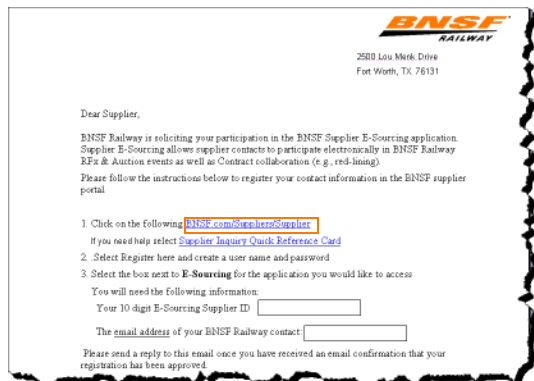 BNSF
RAILWAY
2500 Lou Menk Drive
Fort Worth, TX 76131
Dear Supplier,
BNSF Railway is soliciting your participation in the BNSF Supplier E-Sourcing application.
Supplier E-Sourcing allows supplier contacts to participate electronically in BNSF Railway
RFx & Auction events as well as Contract collaboration (e.g., red-lining).
Please follow the instructions below to register your contact information in the BNSF supplier
portal
1. Click on the following BNSF.com/Suppliers/Supplier
If you need help select Supplier Inquiry Quick Reference Card
2. .Select Register here and create a user name and password
3. Select the box next to E-Sourcing for the application you would like to access
You will need the following information:
Your 10 digit E-Sourcing Supplier ID
The email address of your BNSF Railway contact:
Please send a reply to this email once you have received an email confirmation that your
registration has been approved.